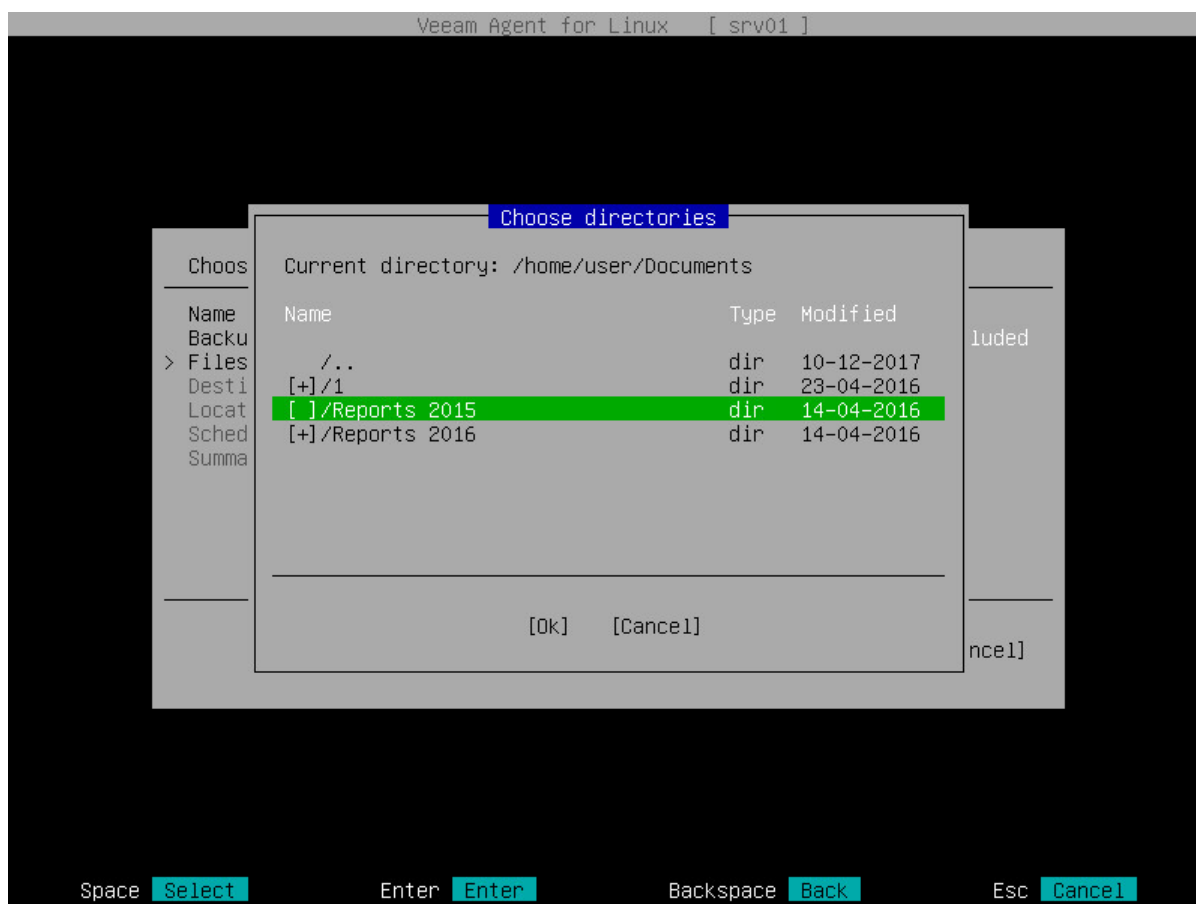 Veeam Agent for Linux [ srv01 ]
Choose directories
Choos Current directory: /home/user/Documents
Name Name Type Modified
Backu luded
> Files /.. dir 10-12-2017
Desti [+]/1 dir 23-04-2016
Locat [ ]/Reports 2015 dir 14-04-2016
Sched [+]/Reports 2016 dir 14-04-2016
Summa
[Ok] [Cancel]
ncel]
Space Select Enter Enter Backspace Back Esc Cancel